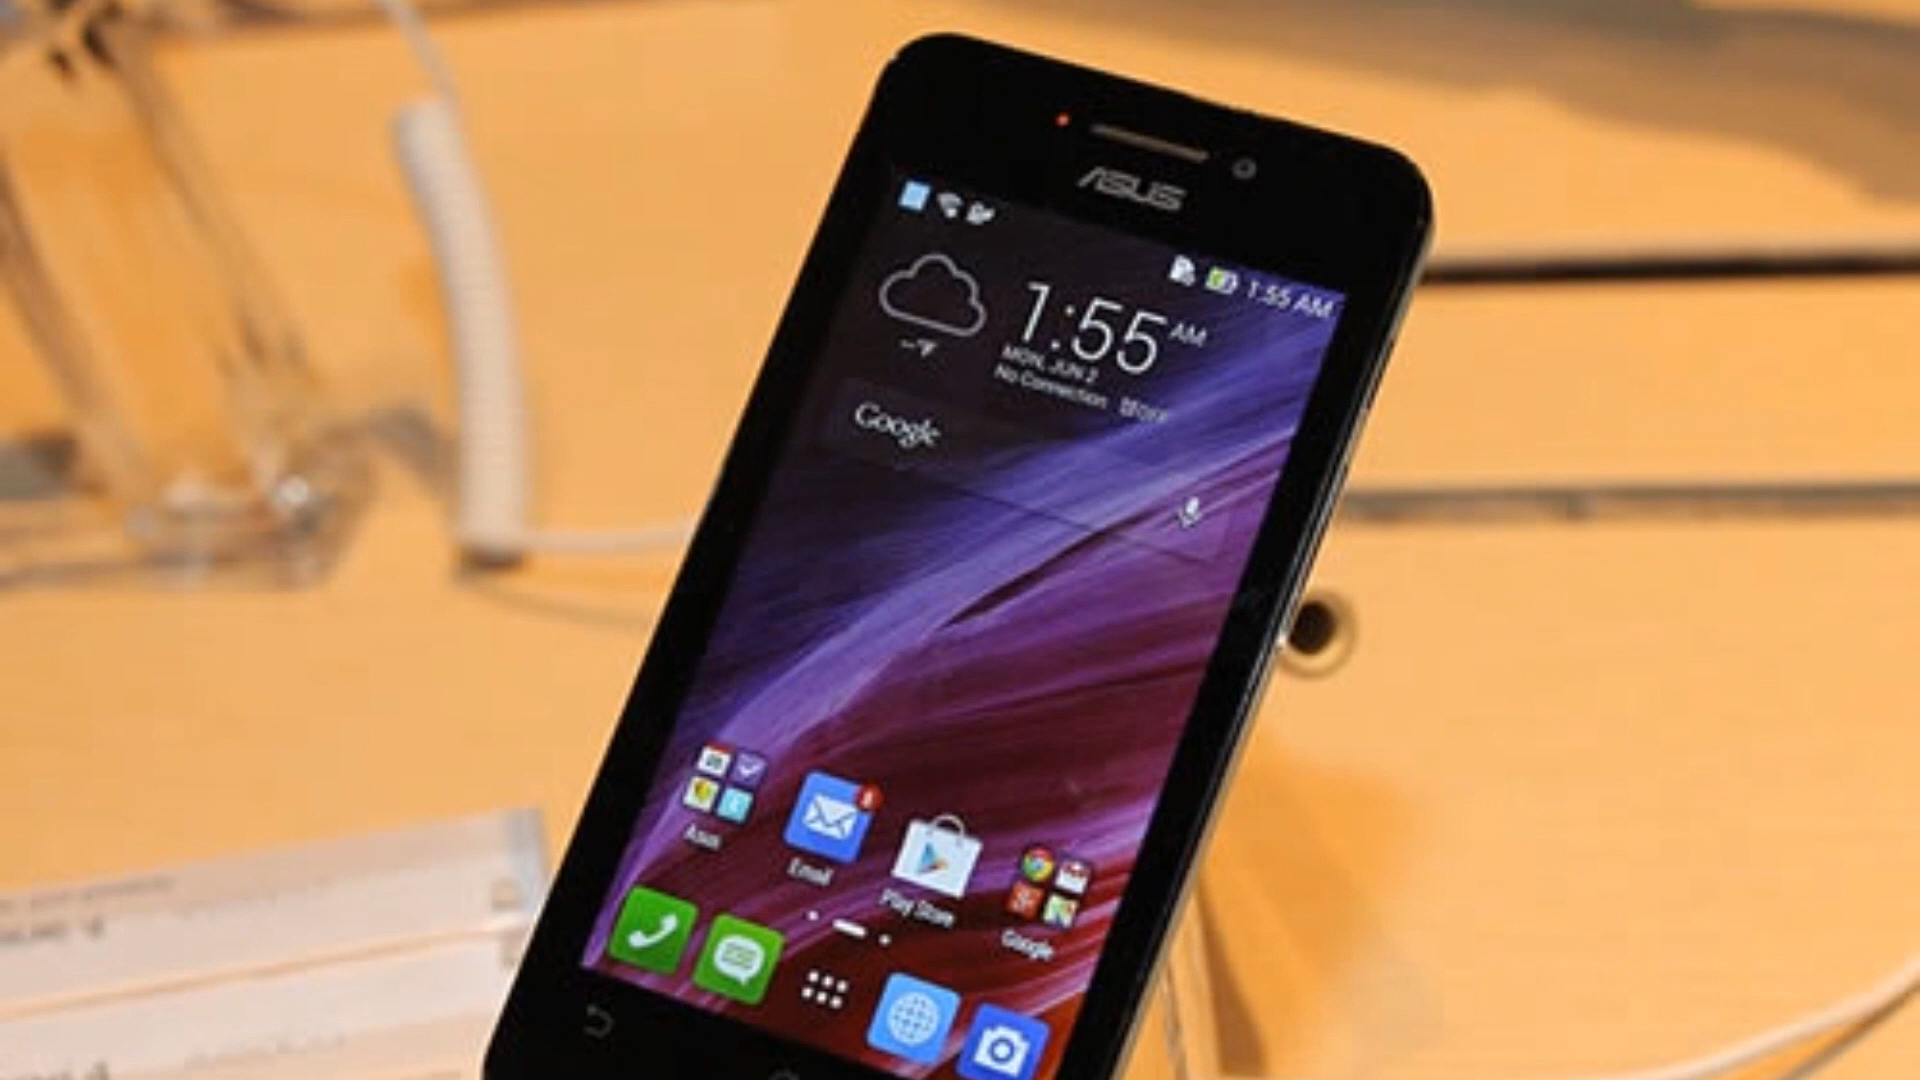 ASUS
1:55 AM
1:55 AM
MON, JUN 2
No Connection
Google
Asus
Email
Play Store
Google